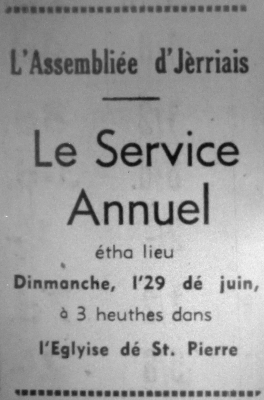 L'Assembliée d'Jèrriais
Le Service
Annuel
étha lieu
Dinmanche, l'29 dé juin,
à 3 heuthes dans
l'Eglyise dé St. Pierre